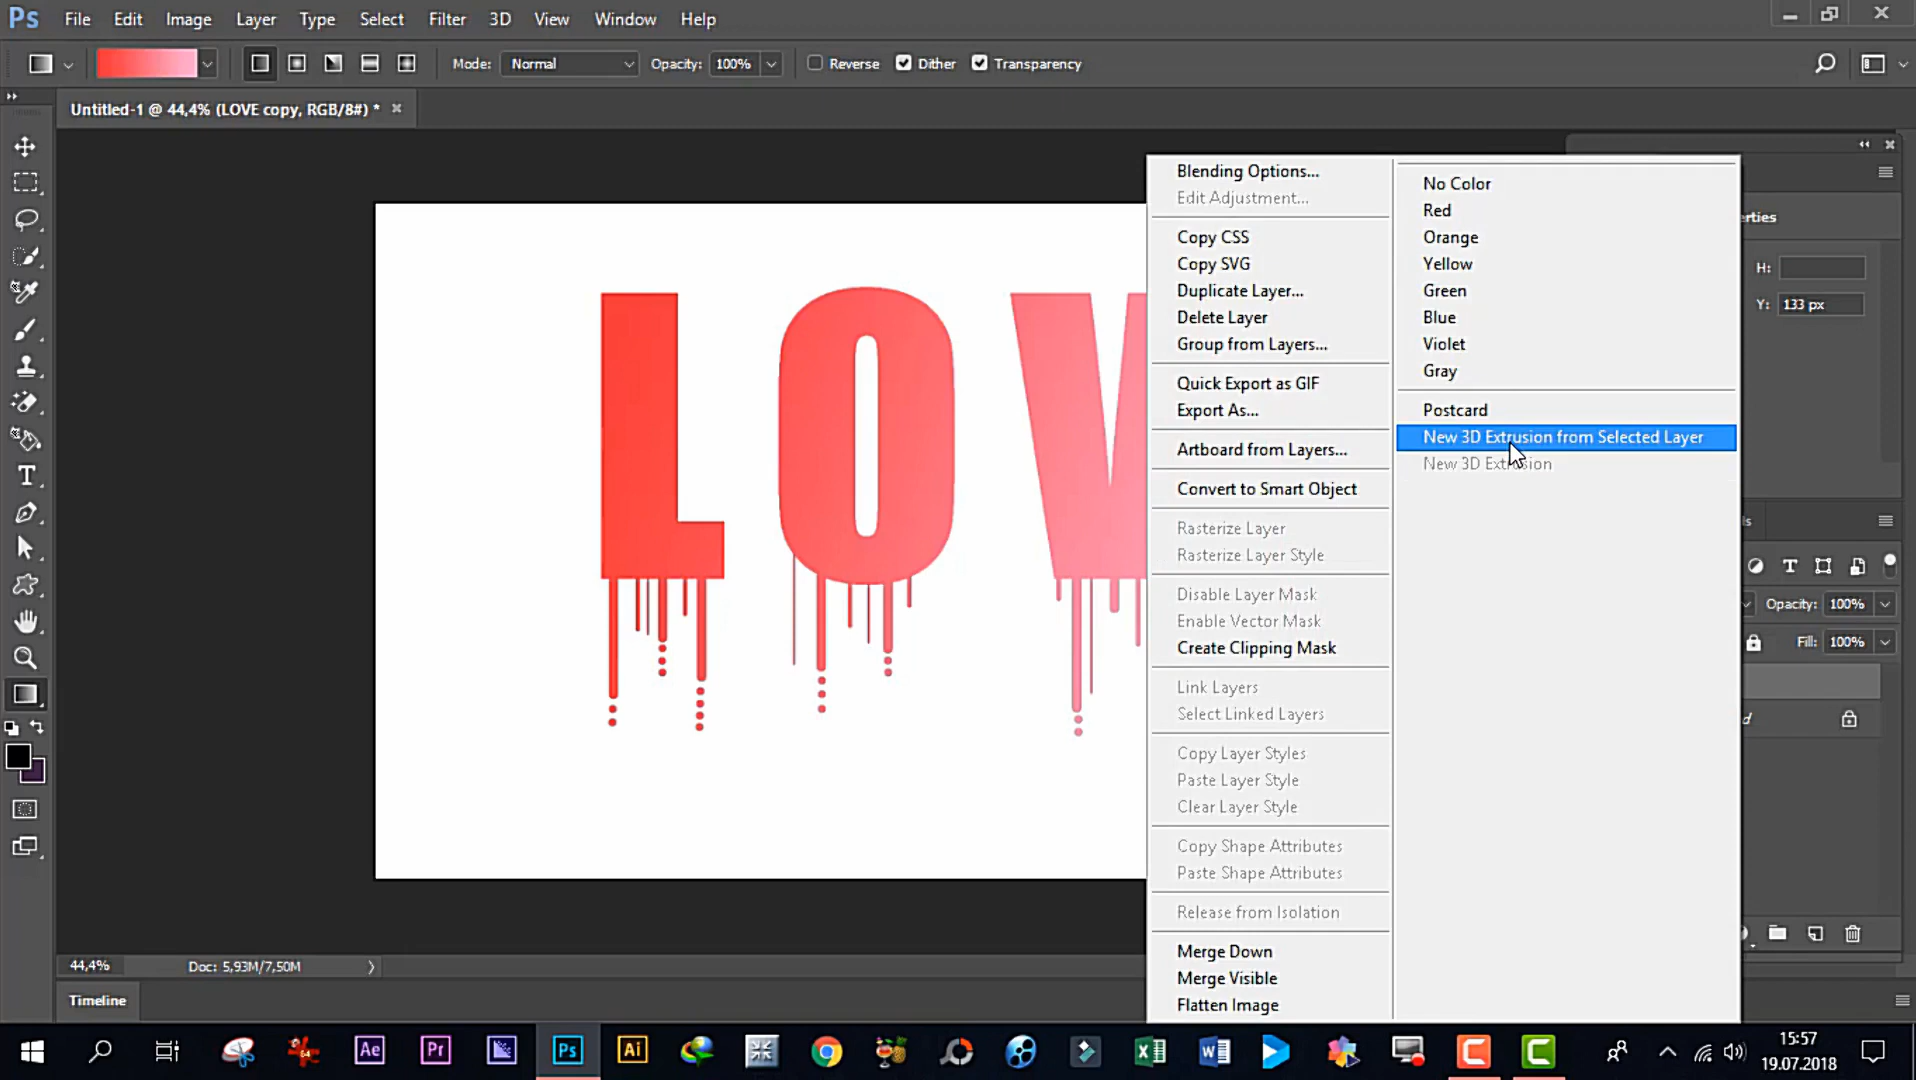 Ps File Edit Image Layer Type Select Filter 3D View Window Help
Mode: Normal Opacity: 100% Reverse Dither Transparency
Untitled-1 @ 44,4% (LOVE copy, RGB/8#) *
LOV
Blending Options...
Edit Adjustment...
Copy CSS
Copy SVG
Duplicate Layer...
Delete Layer
Group from Layers...
Quick Export as GIF
Export As...
Artboard from Layers...
Convert to Smart Object
Rasterize Layer
Rasterize Layer Style
Disable Layer Mask
Enable Vector Mask
Create Clipping Mask
Link Layers
Select Linked Layers
Copy Layer Styles
Paste Layer Style
Clear Layer Style
Copy Shape Attributes
Paste Shape Attributes
Release from Isolation
Merge Down
Merge Visible
Flatten Image
No Color
Red
Orange
Yellow
Green
Blue
Violet
Gray
Postcard
New 3D Extrusion from Selected Layer
New 3D Extrusion
erties
H:
Y: 133 px
ls
T
Opacity: 100%
Fill: 100%
d
44,4% Doc: 5,93M/7,50M
Timeline
Ae Pr Ps Ai
15:57
19.07.2018